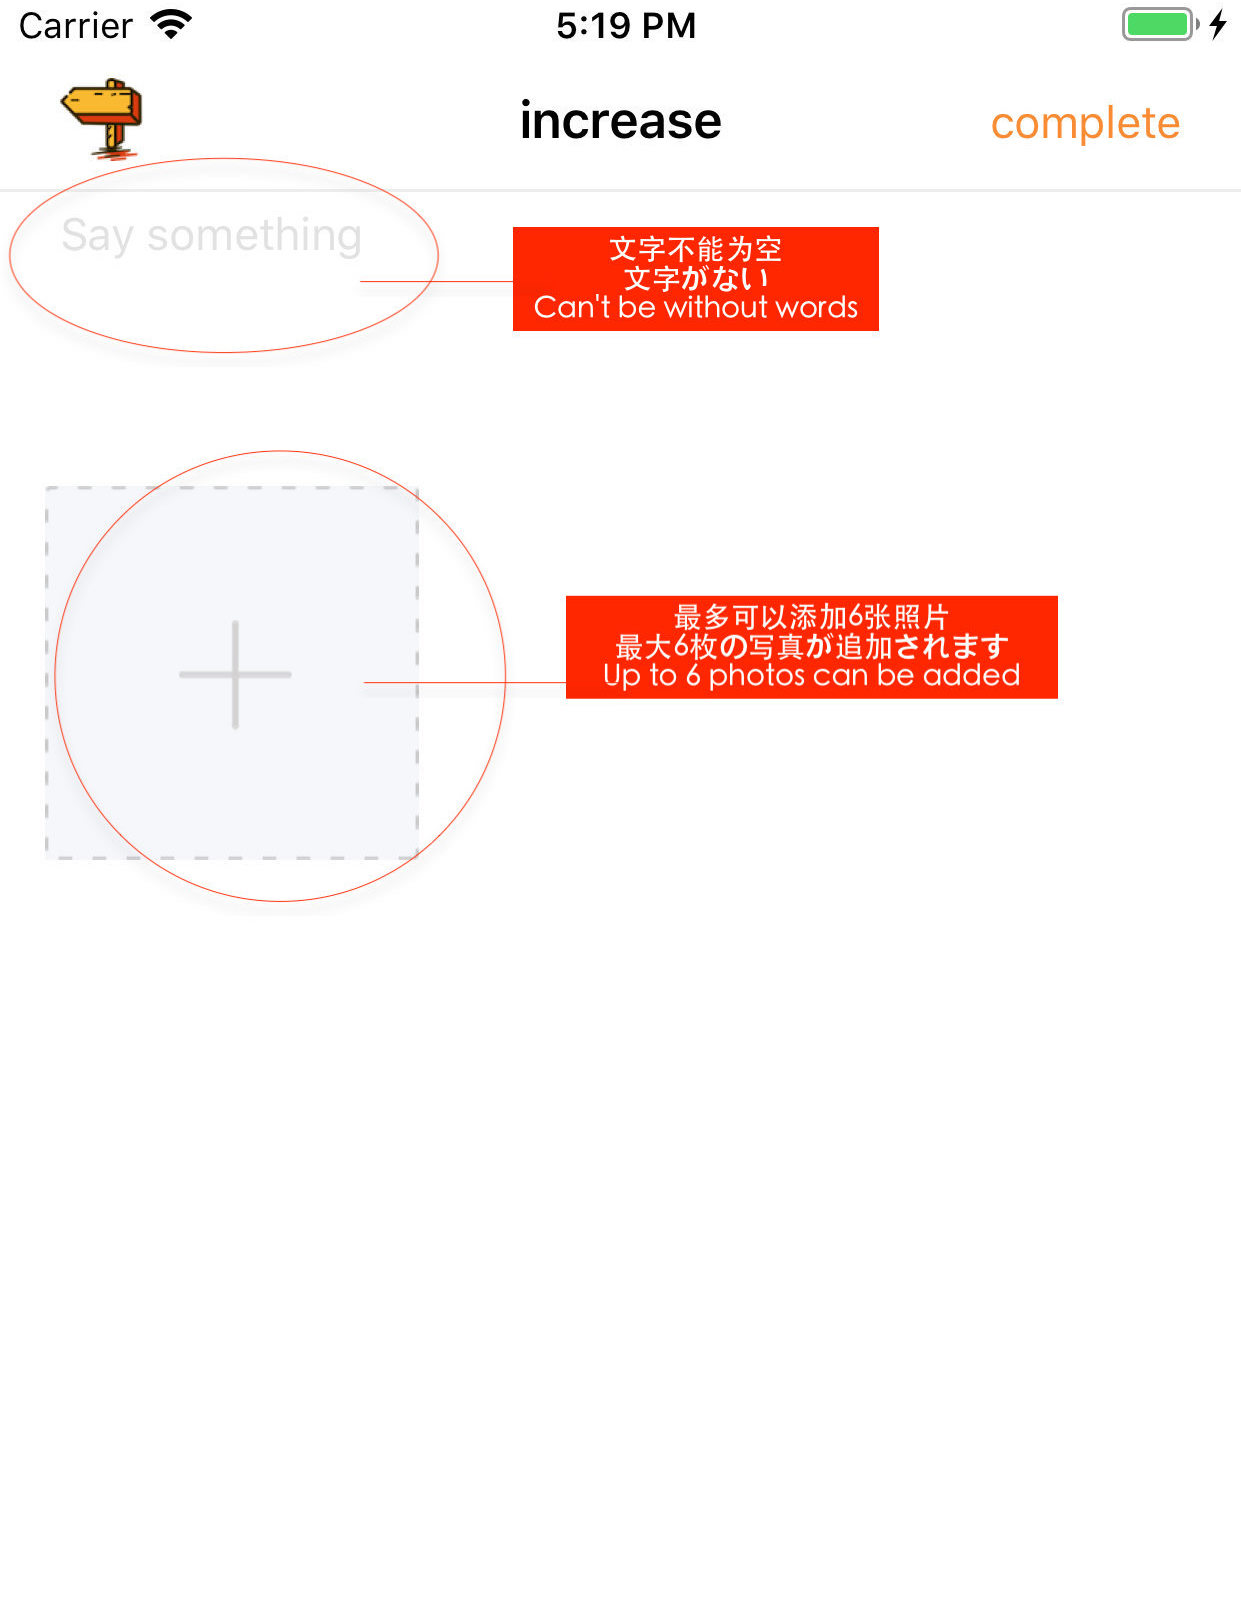 Carrier 5:19 PM
increase complete
Say something
文字不能为空
文字がない
Can't be without words
最多可以添加6张照片
最大6枚の写真が追加されます
Up to 6 photos can be added